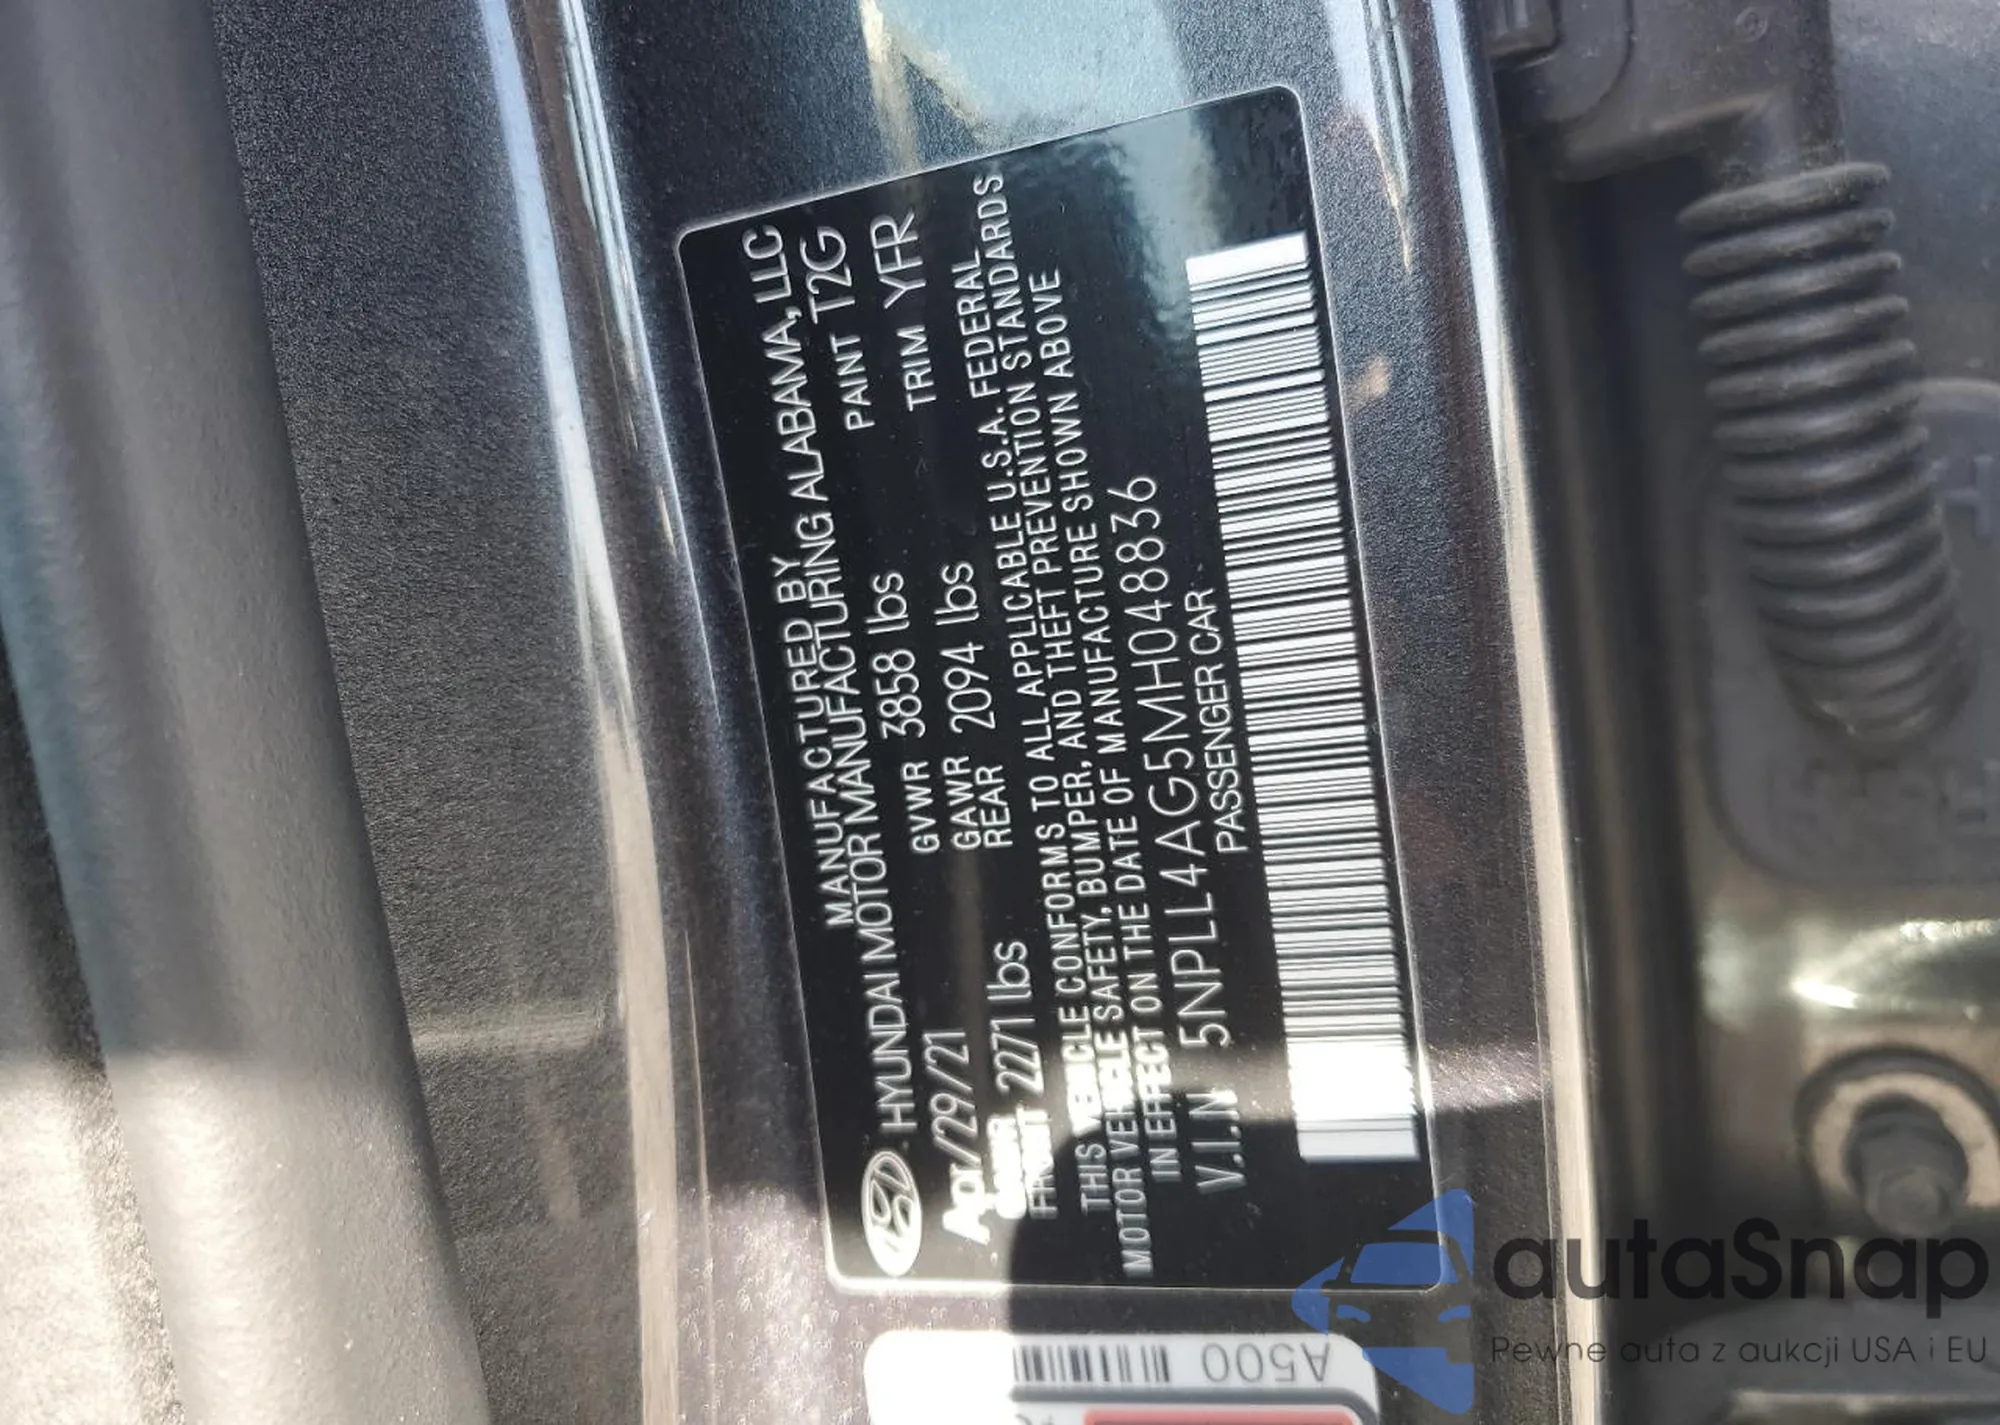 MANUFACTURED BY
HYUNDAI MOTOR MANUFACTURING ALABAMA, LLC
Apr/29/21 GVWR 3858 lbs PAINT T2G
GAWR FRONT 2271 lbs GAWR REAR 2094 lbs TRIM YFR
THIS VEHICLE CONFORMS TO ALL APPLICABLE U.S.A. FEDERAL
MOTOR VEHICLE SAFETY, BUMPER, AND THEFT PREVENTION STANDARDS
IN EFFECT ON THE DATE OF MANUFACTURE SHOWN ABOVE
V.I.N 5NPLL4AG5MH048836
PASSENGER CAR
A500
autaSnap
Pewne auta z aukcji USA i EU